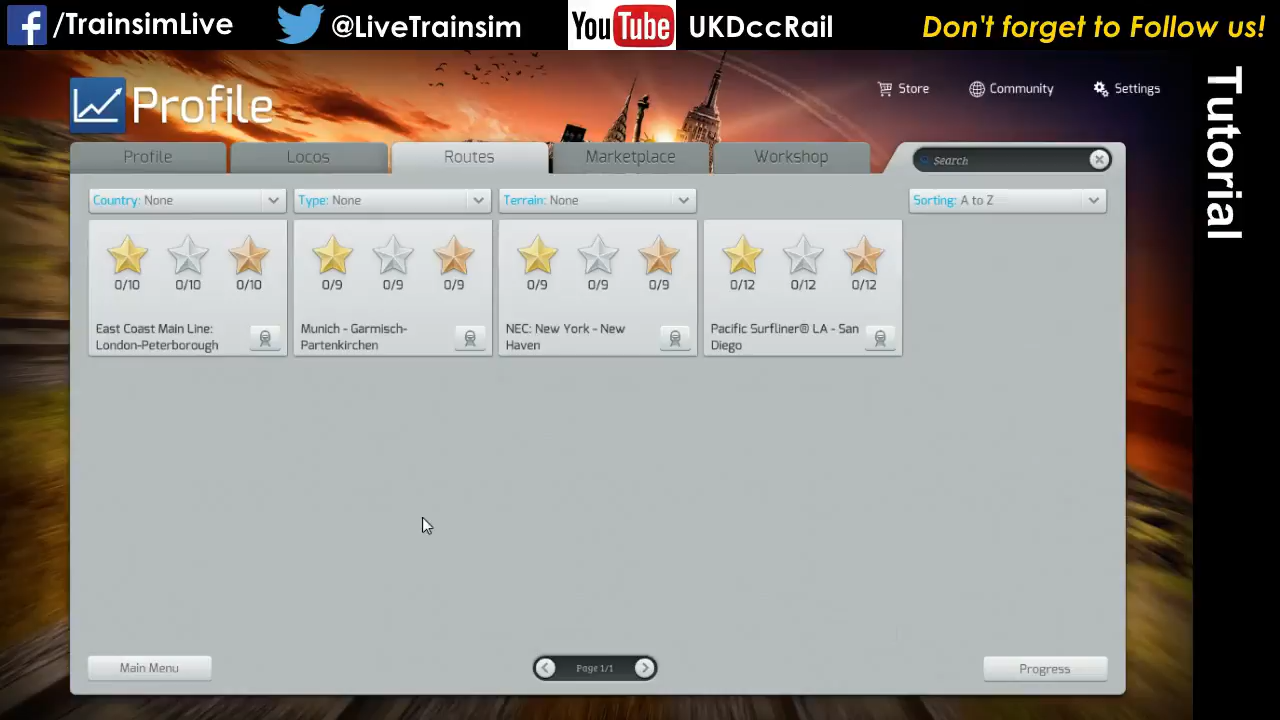 /TrainsimLive
@LiveTrainsim
YouTube
UKDccRail
Don't forget to Follow us!
Tutorial
Profile
Store
Community
Settings
Profile
Locos
Routes
Marketplace
Workshop
Search
Country: None
Type: None
Terrain: None
Sorting: A to Z
0/10
0/10
0/10
East Coast Main Line:
London-Peterborough
0/9
0/9
0/9
Munich - Garmisch-
Partenkirchen
0/9
0/9
0/9
NEC: New York - New
Haven
0/12
0/12
0/12
Pacific Surfliner® LA - San
Diego
Main Menu
Page 1/1
Progress